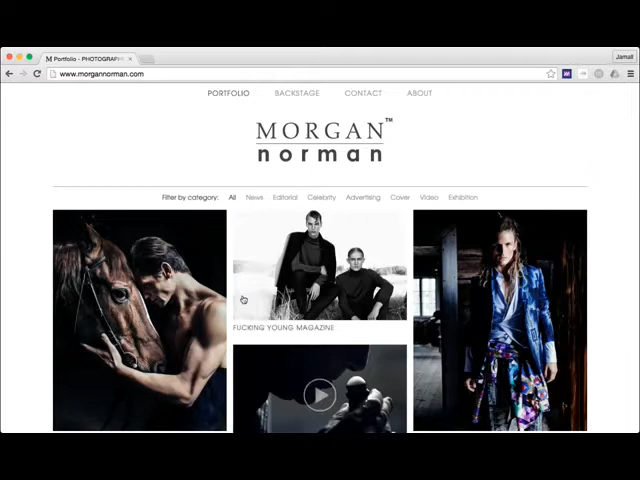 M Portfolio - PHOTOGRAPH
Jamall
www.morgannorman.com
PORTFOLIO BACKSTAGE CONTACT ABOUT
MORGAN™
norman
Filter by category: All News Editorial Celebrity Advertising Cover Video Exhibition
FUCKING YOUNG MAGAZINE